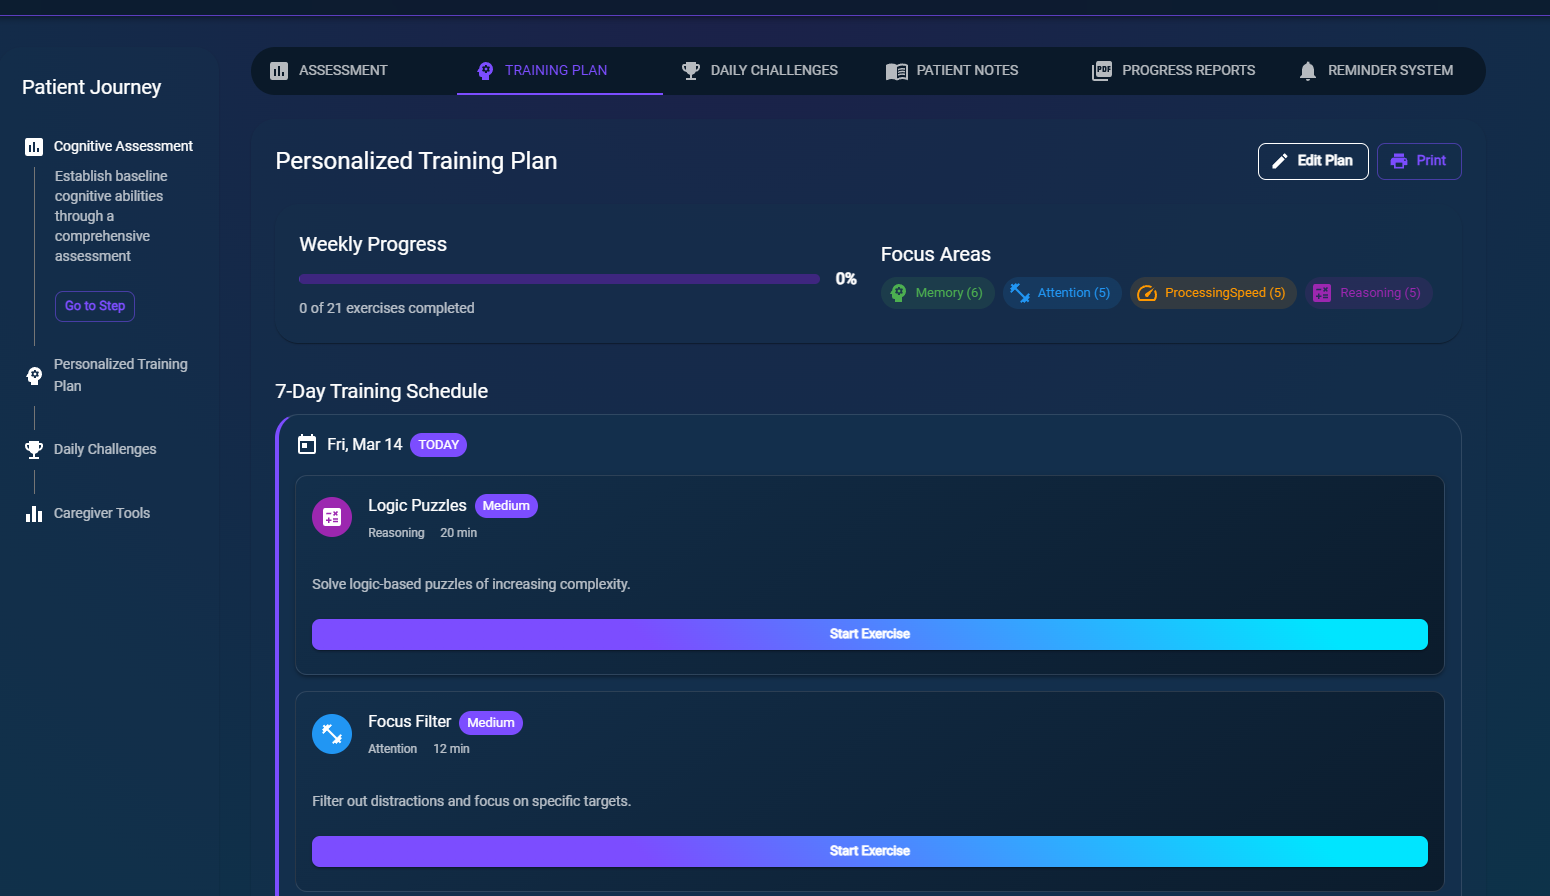 Patient Journey
Cognitive Assessment
Establish baseline
cognitive abilities
through a
comprehensive
assessment
Go to Step
Personalized Training
Plan
Daily Challenges
Caregiver Tools
ASSESSMENT
TRAINING PLAN
DAILY CHALLENGES
PATIENT NOTES
PDF
PROGRESS REPORTS
REMINDER SYSTEM
Personalized Training Plan
Edit Plan
Print
Weekly Progress
0%
0 of 21 exercises completed
Focus Areas
Memory (6)
Attention (5)
ProcessingSpeed (5)
Reasoning (5)
7-Day Training Schedule
Fri, Mar 14 TODAY
Logic Puzzles Medium
Reasoning 20 min
Solve logic-based puzzles of increasing complexity.
Start Exercise
Focus Filter Medium
Attention 12 min
Filter out distractions and focus on specific targets.
Start Exercise